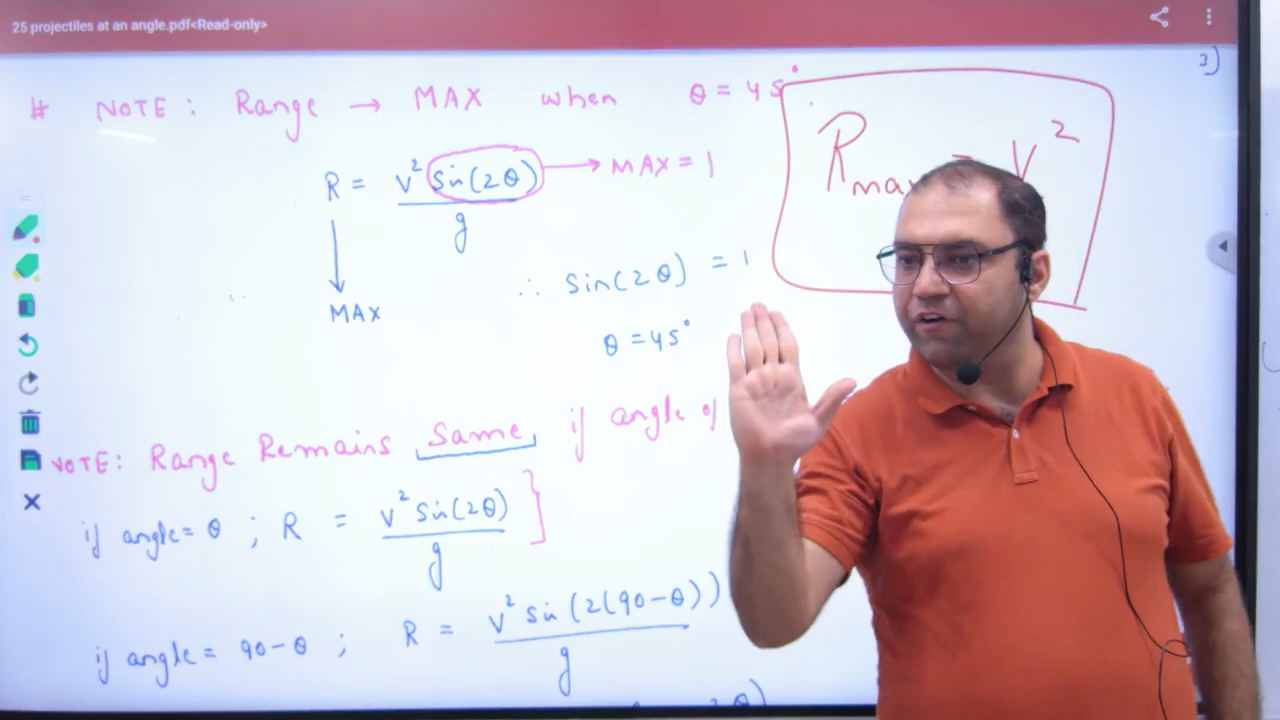 25 projectiles at an angle.pdf<Read-only>
3)
# NOTE: Range → MAX when θ = 45°
R = v² Sin(2θ) / g → MAX = 1
Rmax = v²
MAX
∴ Sin(2θ) = 1
θ = 45°
NOTE: Range Remains Same if angle of
if angle = θ ; R = v² Sin(2θ) / g
if angle = 90-θ ; R = v² Sin(2(90-θ)) / g